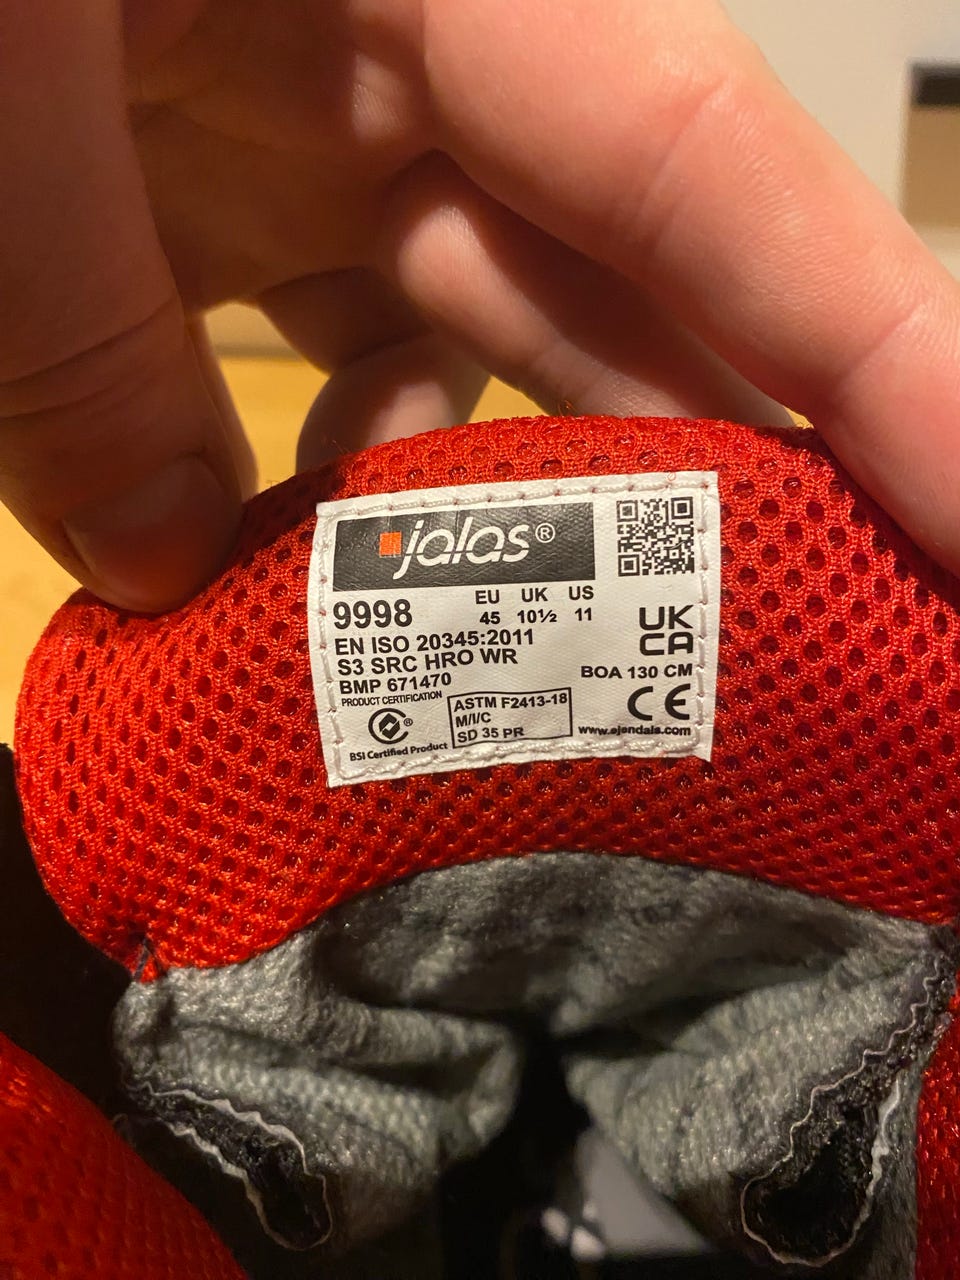 jalas®
9998
EU UK US
45 10½ 11
EN ISO 20345:2011
S3 SRC HRO WR
BMP 671470
PRODUCT CERTIFICATION
®
BSI Certified Product
ASTM F2413-18
M/I/C
SD 35 PR
UK
CA
BOA 130 CM
CE
www.ejendals.com